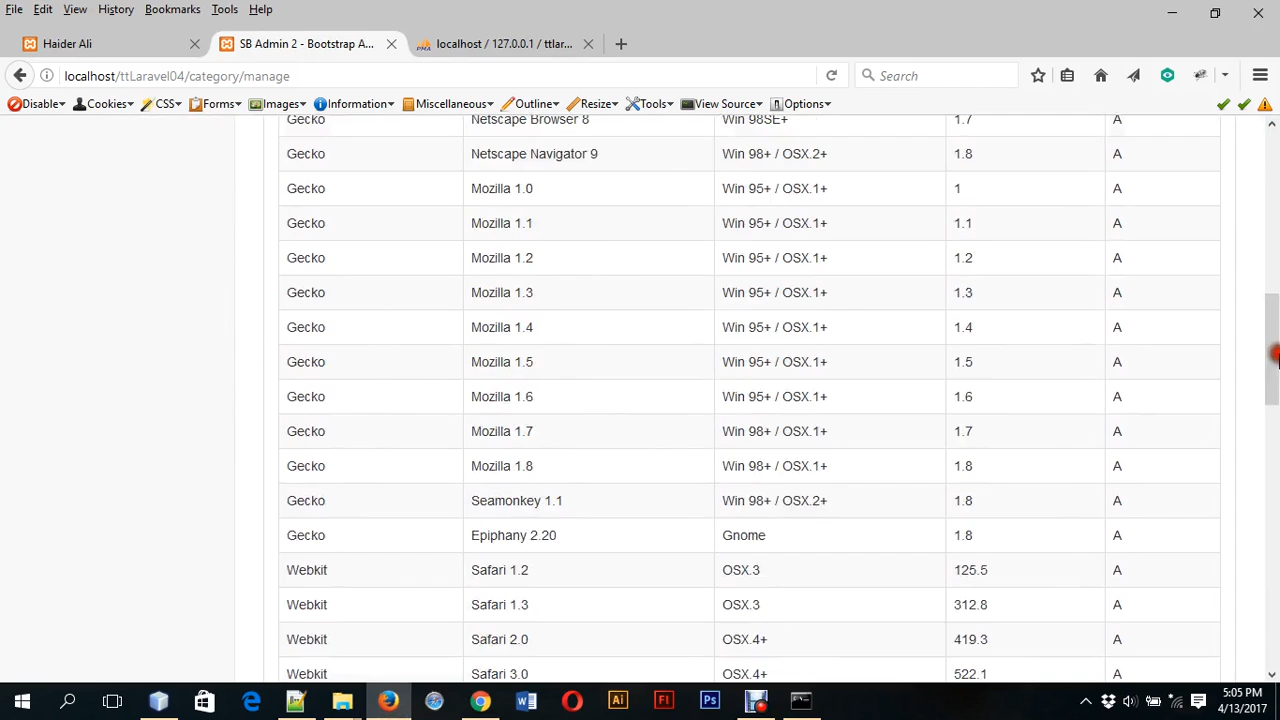 File Edit View History Bookmarks Tools Help
Haider Ali SB Admin 2 - Bootstrap A... localhost / 127.0.0.1 / ttlar...
localhost/ttLaravel04/category/manage Search
Disable Cookies CSS Forms Images Information Miscellaneous Outline Resize Tools View Source Options
Gecko Netscape Browser 8 Win 98SE+ 1.7 A
Gecko Netscape Navigator 9 Win 98+ / OSX.2+ 1.8 A
Gecko Mozilla 1.0 Win 95+ / OSX.1+ 1 A
Gecko Mozilla 1.1 Win 95+ / OSX.1+ 1.1 A
Gecko Mozilla 1.2 Win 95+ / OSX.1+ 1.2 A
Gecko Mozilla 1.3 Win 95+ / OSX.1+ 1.3 A
Gecko Mozilla 1.4 Win 95+ / OSX.1+ 1.4 A
Gecko Mozilla 1.5 Win 95+ / OSX.1+ 1.5 A
Gecko Mozilla 1.6 Win 95+ / OSX.1+ 1.6 A
Gecko Mozilla 1.7 Win 98+ / OSX.1+ 1.7 A
Gecko Mozilla 1.8 Win 98+ / OSX.1+ 1.8 A
Gecko Seamonkey 1.1 Win 98+ / OSX.2+ 1.8 A
Gecko Epiphany 2.20 Gnome 1.8 A
Webkit Safari 1.2 OSX.3 125.5 A
Webkit Safari 1.3 OSX.3 312.8 A
Webkit Safari 2.0 OSX.4+ 419.3 A
Webkit Safari 3.0 OSX.4+ 522.1 A
5:05 PM
4/13/2017